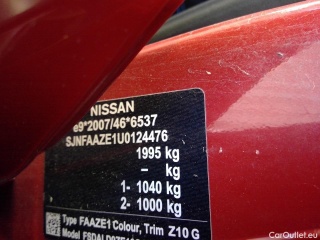 NISSAN
e9*2007/46*6537
SJNFAAZE1U0124476
1995 kg
– kg
1- 1040 kg
2- 1000 kg
Type FAAZE1 Colour, Trim Z10 G
Model
CarOutlet.eu